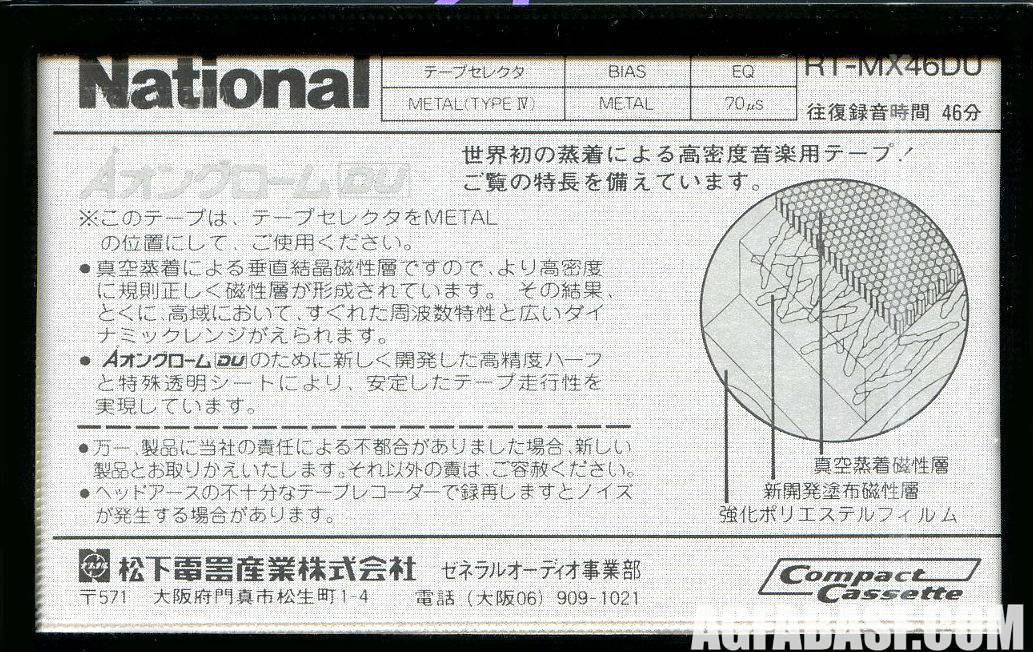 National
テープセレクタ BIAS EQ
METAL(TYPE Ⅳ) METAL 70μs
RT-MX46DU
往復録音時間 46分
オングロームDU
世界初の蒸着による高密度音楽用テープ!
ご覧の特長を備えています。
※このテープは、テープセレクタをMETAL
の位置にして、ご使用ください。
●真空蒸着による垂直結晶磁性層ですので、より高密度
に規則正しく磁性層が形成されています。 その結果、
とくに、高域において、すぐれた周波数特性と広いダイ
ナミックレンジがえられます。
●オングロームDUのために新しく開発した高精度ハーフ
と特殊透明シートにより、安定したテープ走行性を
実現しています。
●万一、製品に当社の責任による不都合がありました場合、新しい
製品とお取りかえいたします。それ以外の責は、ご容赦ください。
●ヘッドアースの不十分なテープレコーダーで録再しますとノイズ
が発生する場合があります。
真空蒸着磁性層
新開発塗布磁性層
強化ポリエステルフィルム
松下電器産業株式会社 ゼネラルオーディオ事業部
〒571 大阪府門真市松生町1-4 電話(大阪06)909-1021
Compact
Cassette
AGFABASF.COM